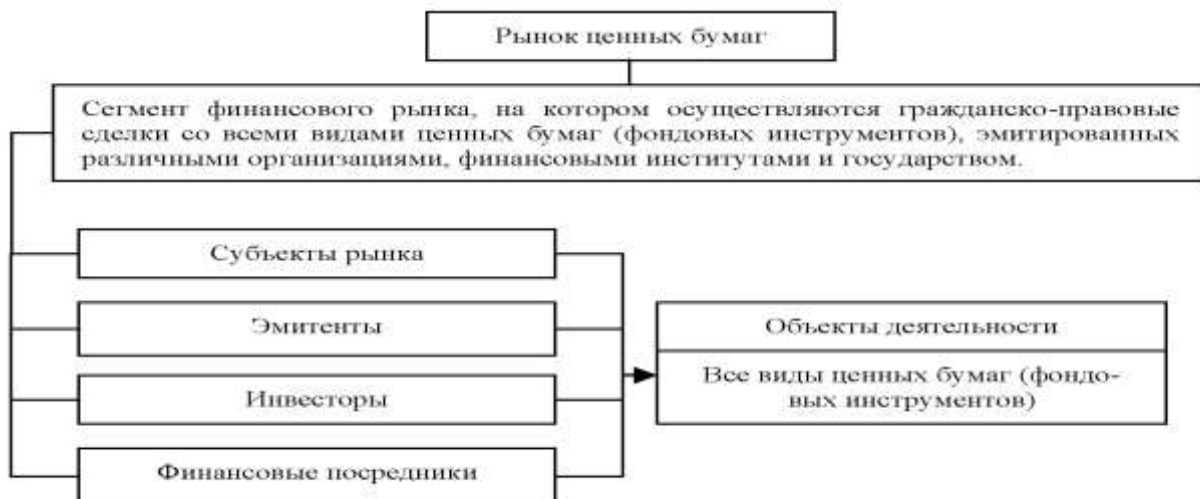 Рынок ценных бумаг
Сегмент финансового рынка, на котором осуществляются гражданско-правовые
сделки со всеми видами ценных бумаг (фондовых инструментов), эмитированных
различными организациями, финансовыми институтами и государством.
Субъекты рынка
Эмитенты
Инвесторы
Финансовые посредники
Объекты деятельности
Все виды ценных бумаг (фондо-
вых инструментов)